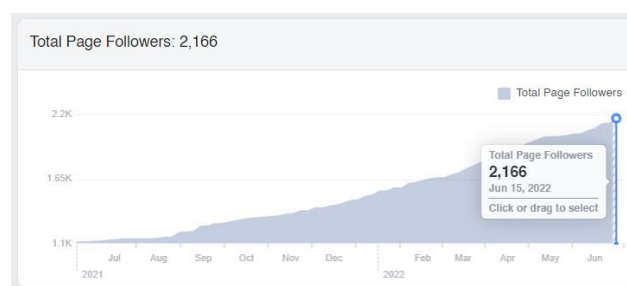 Total Page Followers: 2,166
Total Page Followers
2.2K
Total Page Followers
2,166
Jun 15, 2022
Click or drag to select
1.65K
1.1K
Jul Aug Sep Oct Nov Dec Feb Mar Apr May Jun
2021 2022